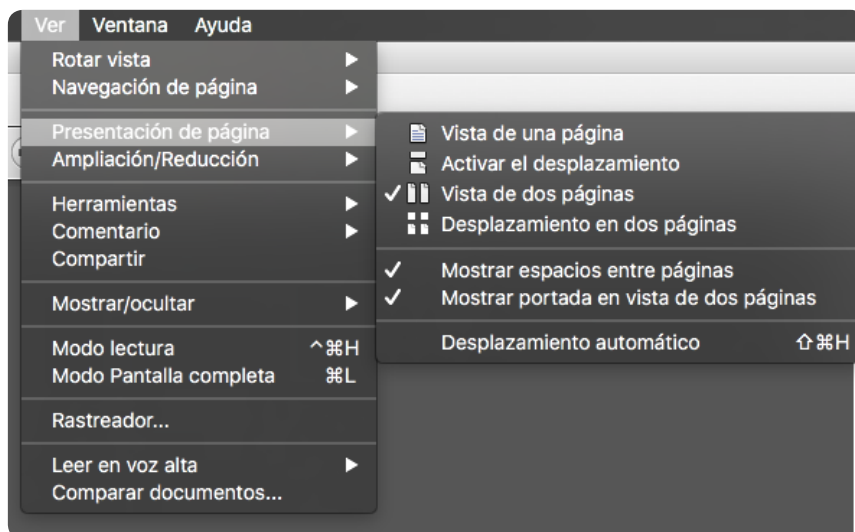 Ver Ventana Ayuda
Rotar vista
Navegación de página
Presentación de página
Ampliación/Reducción
Herramientas
Comentario
Compartir
Mostrar/ocultar
Modo lectura ^⌘H
Modo Pantalla completa ⌘L
Rastreador...
Leer en voz alta
Comparar documentos...
Vista de una página
Activar el desplazamiento
Vista de dos páginas
Desplazamiento en dos páginas
Mostrar espacios entre páginas
Mostrar portada en vista de dos páginas
Desplazamiento automático ⇧⌘H